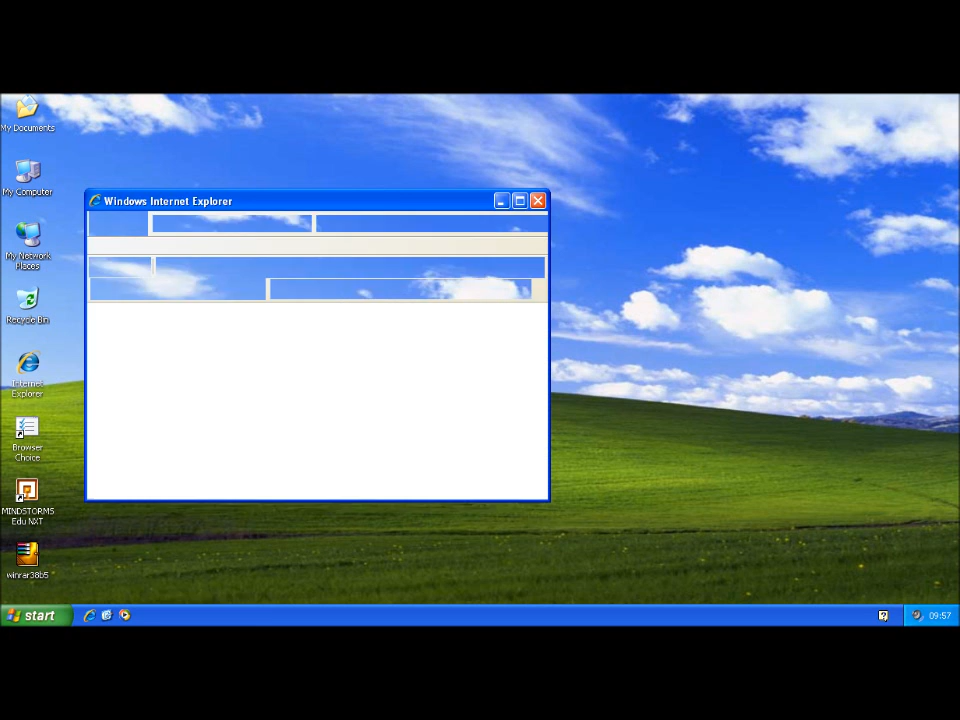 My Documents
My Computer
My Network
Places
Recycle Bin
Internet
Explorer
Browser
Choice
MINDSTORMS
Edu NXT
winrar38b5
Windows Internet Explorer
start
09:57